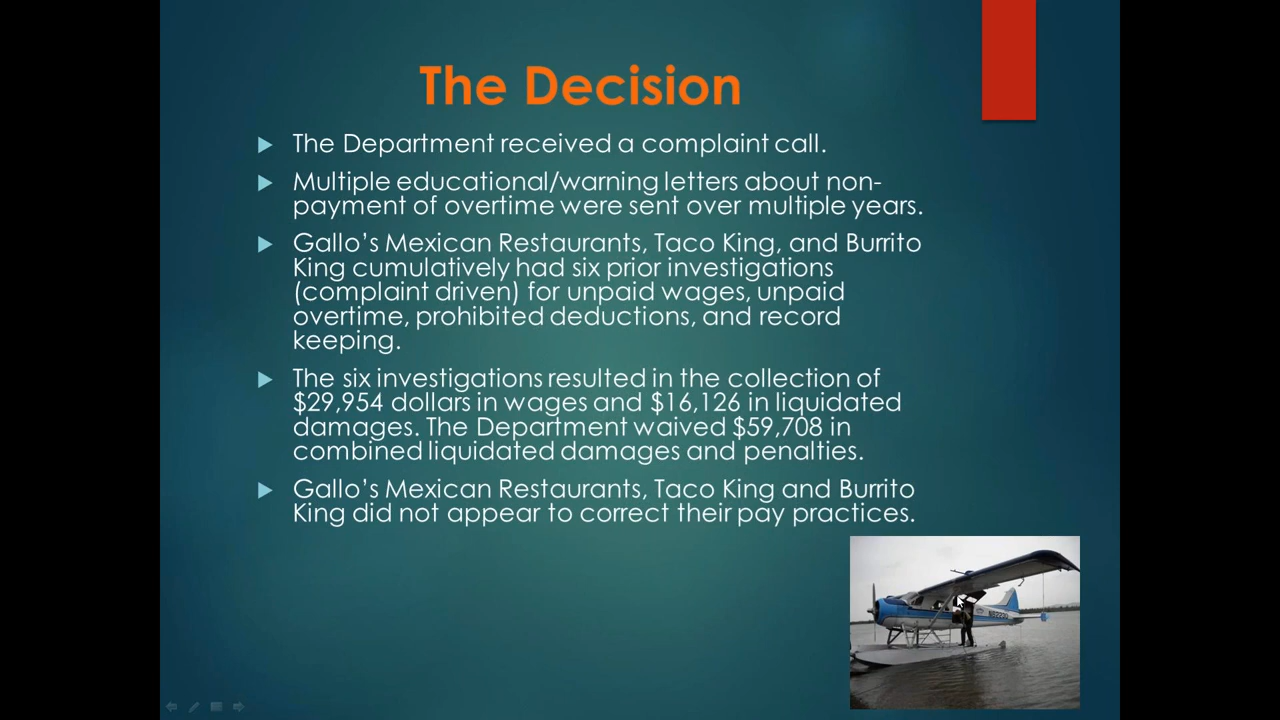 The Decision
The Department received a complaint call.
Multiple educational/warning letters about non-
payment of overtime were sent over multiple years.
Gallo’s Mexican Restaurants, Taco King, and Burrito
King cumulatively had six prior investigations
(complaint driven) for unpaid wages, unpaid
overtime, prohibited deductions, and record
keeping.
The six investigations resulted in the collection of
$29,954 dollars in wages and $16,126 in liquidated
damages. The Department waived $59,708 in
combined liquidated damages and penalties.
Gallo’s Mexican Restaurants, Taco King and Burrito
King did not appear to correct their pay practices.